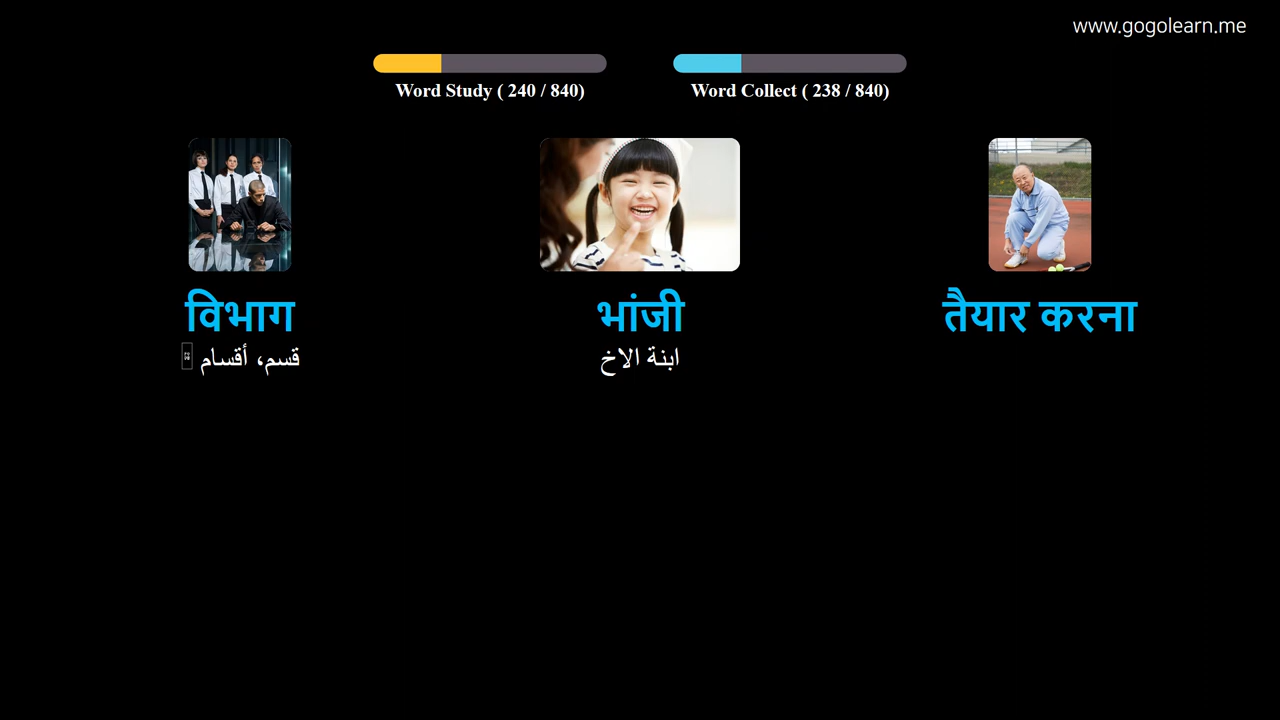 www.gogolearn.me
Word Study ( 240 / 840)
Word Collect ( 238 / 840)
विभाग
قسم، أقسام
भांजी
ابنة الاخ
तैयार करना